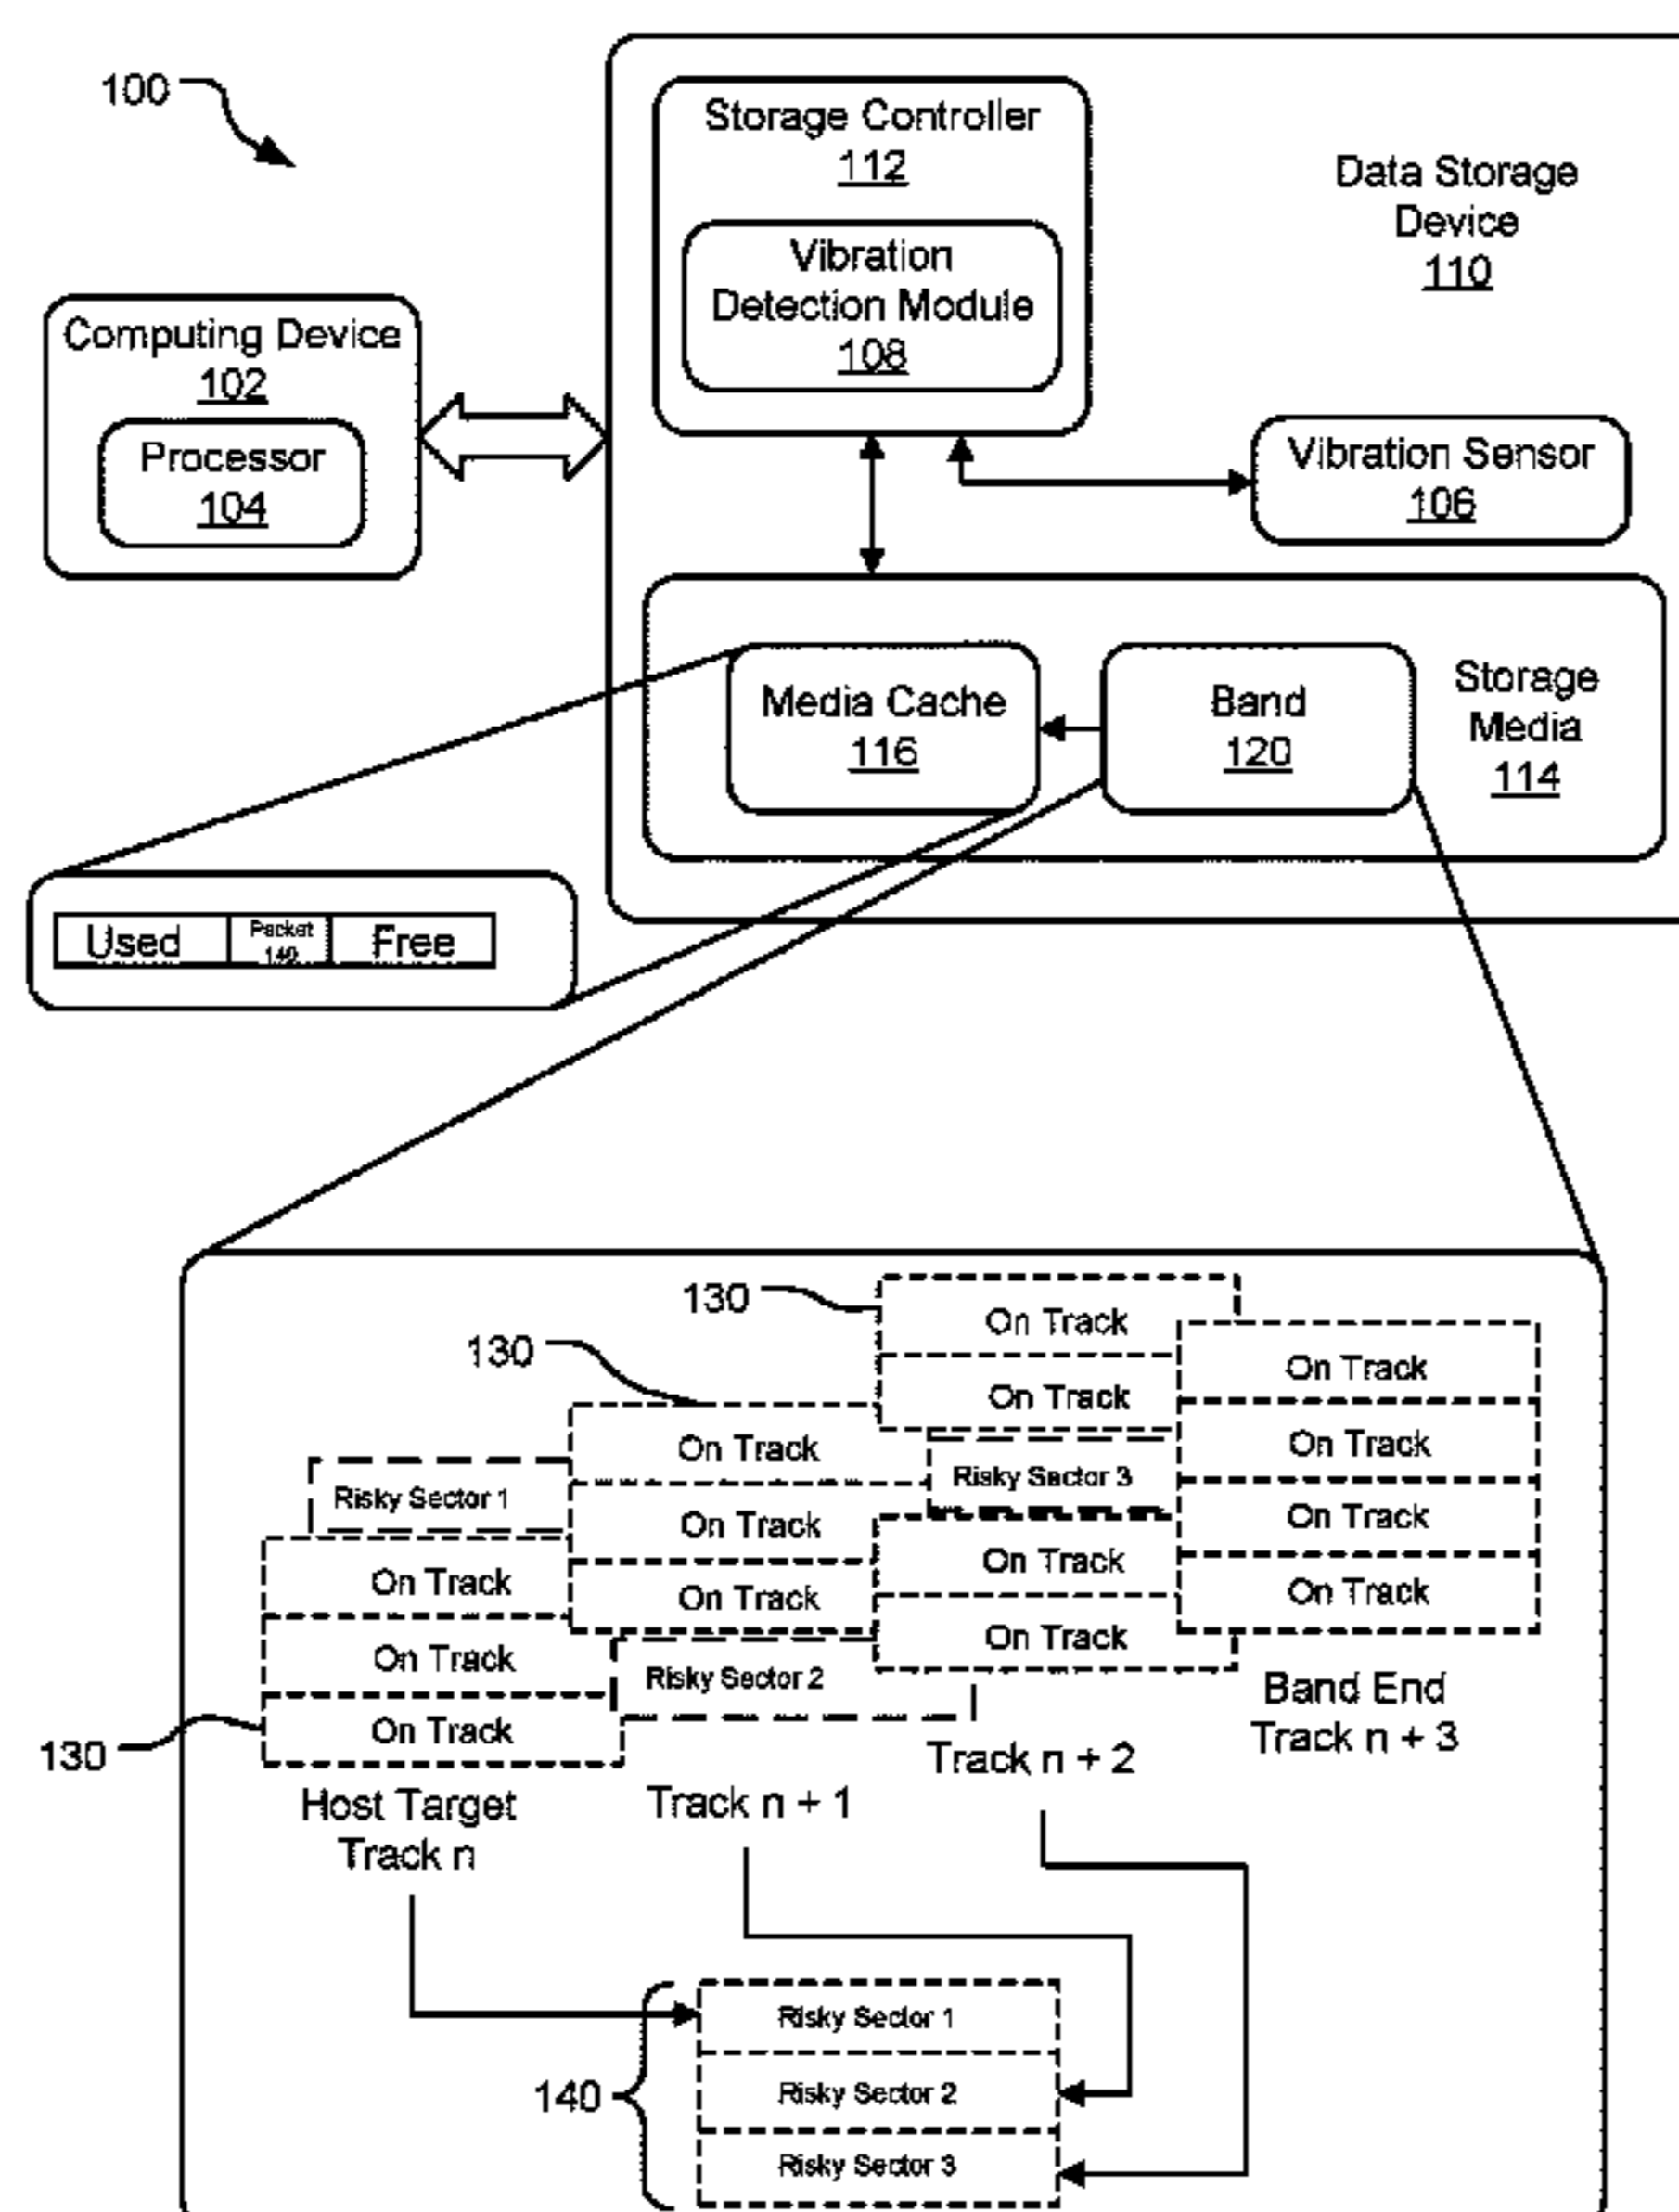 100
Storage Controller
112
Vibration
Detection Module
108
Data Storage
Device
110
Computing Device
102
Processor
104
Vibration Sensor
106
Media Cache
116
Band
120
Storage
Media
114
Used
Packet
140
Free
130
On Track
On Track
130
On Track
On Track
Risky Sector 3
On Track
On Track
On Track
On Track
On Track
On Track
On Track
Risky Sector 2
Risky Sector 1
On Track
On Track
On Track
130
Host Target
Track n
Track n + 1
Track n + 2
Band End
Track n + 3
140
Risky Sector 1
Risky Sector 2
Risky Sector 3